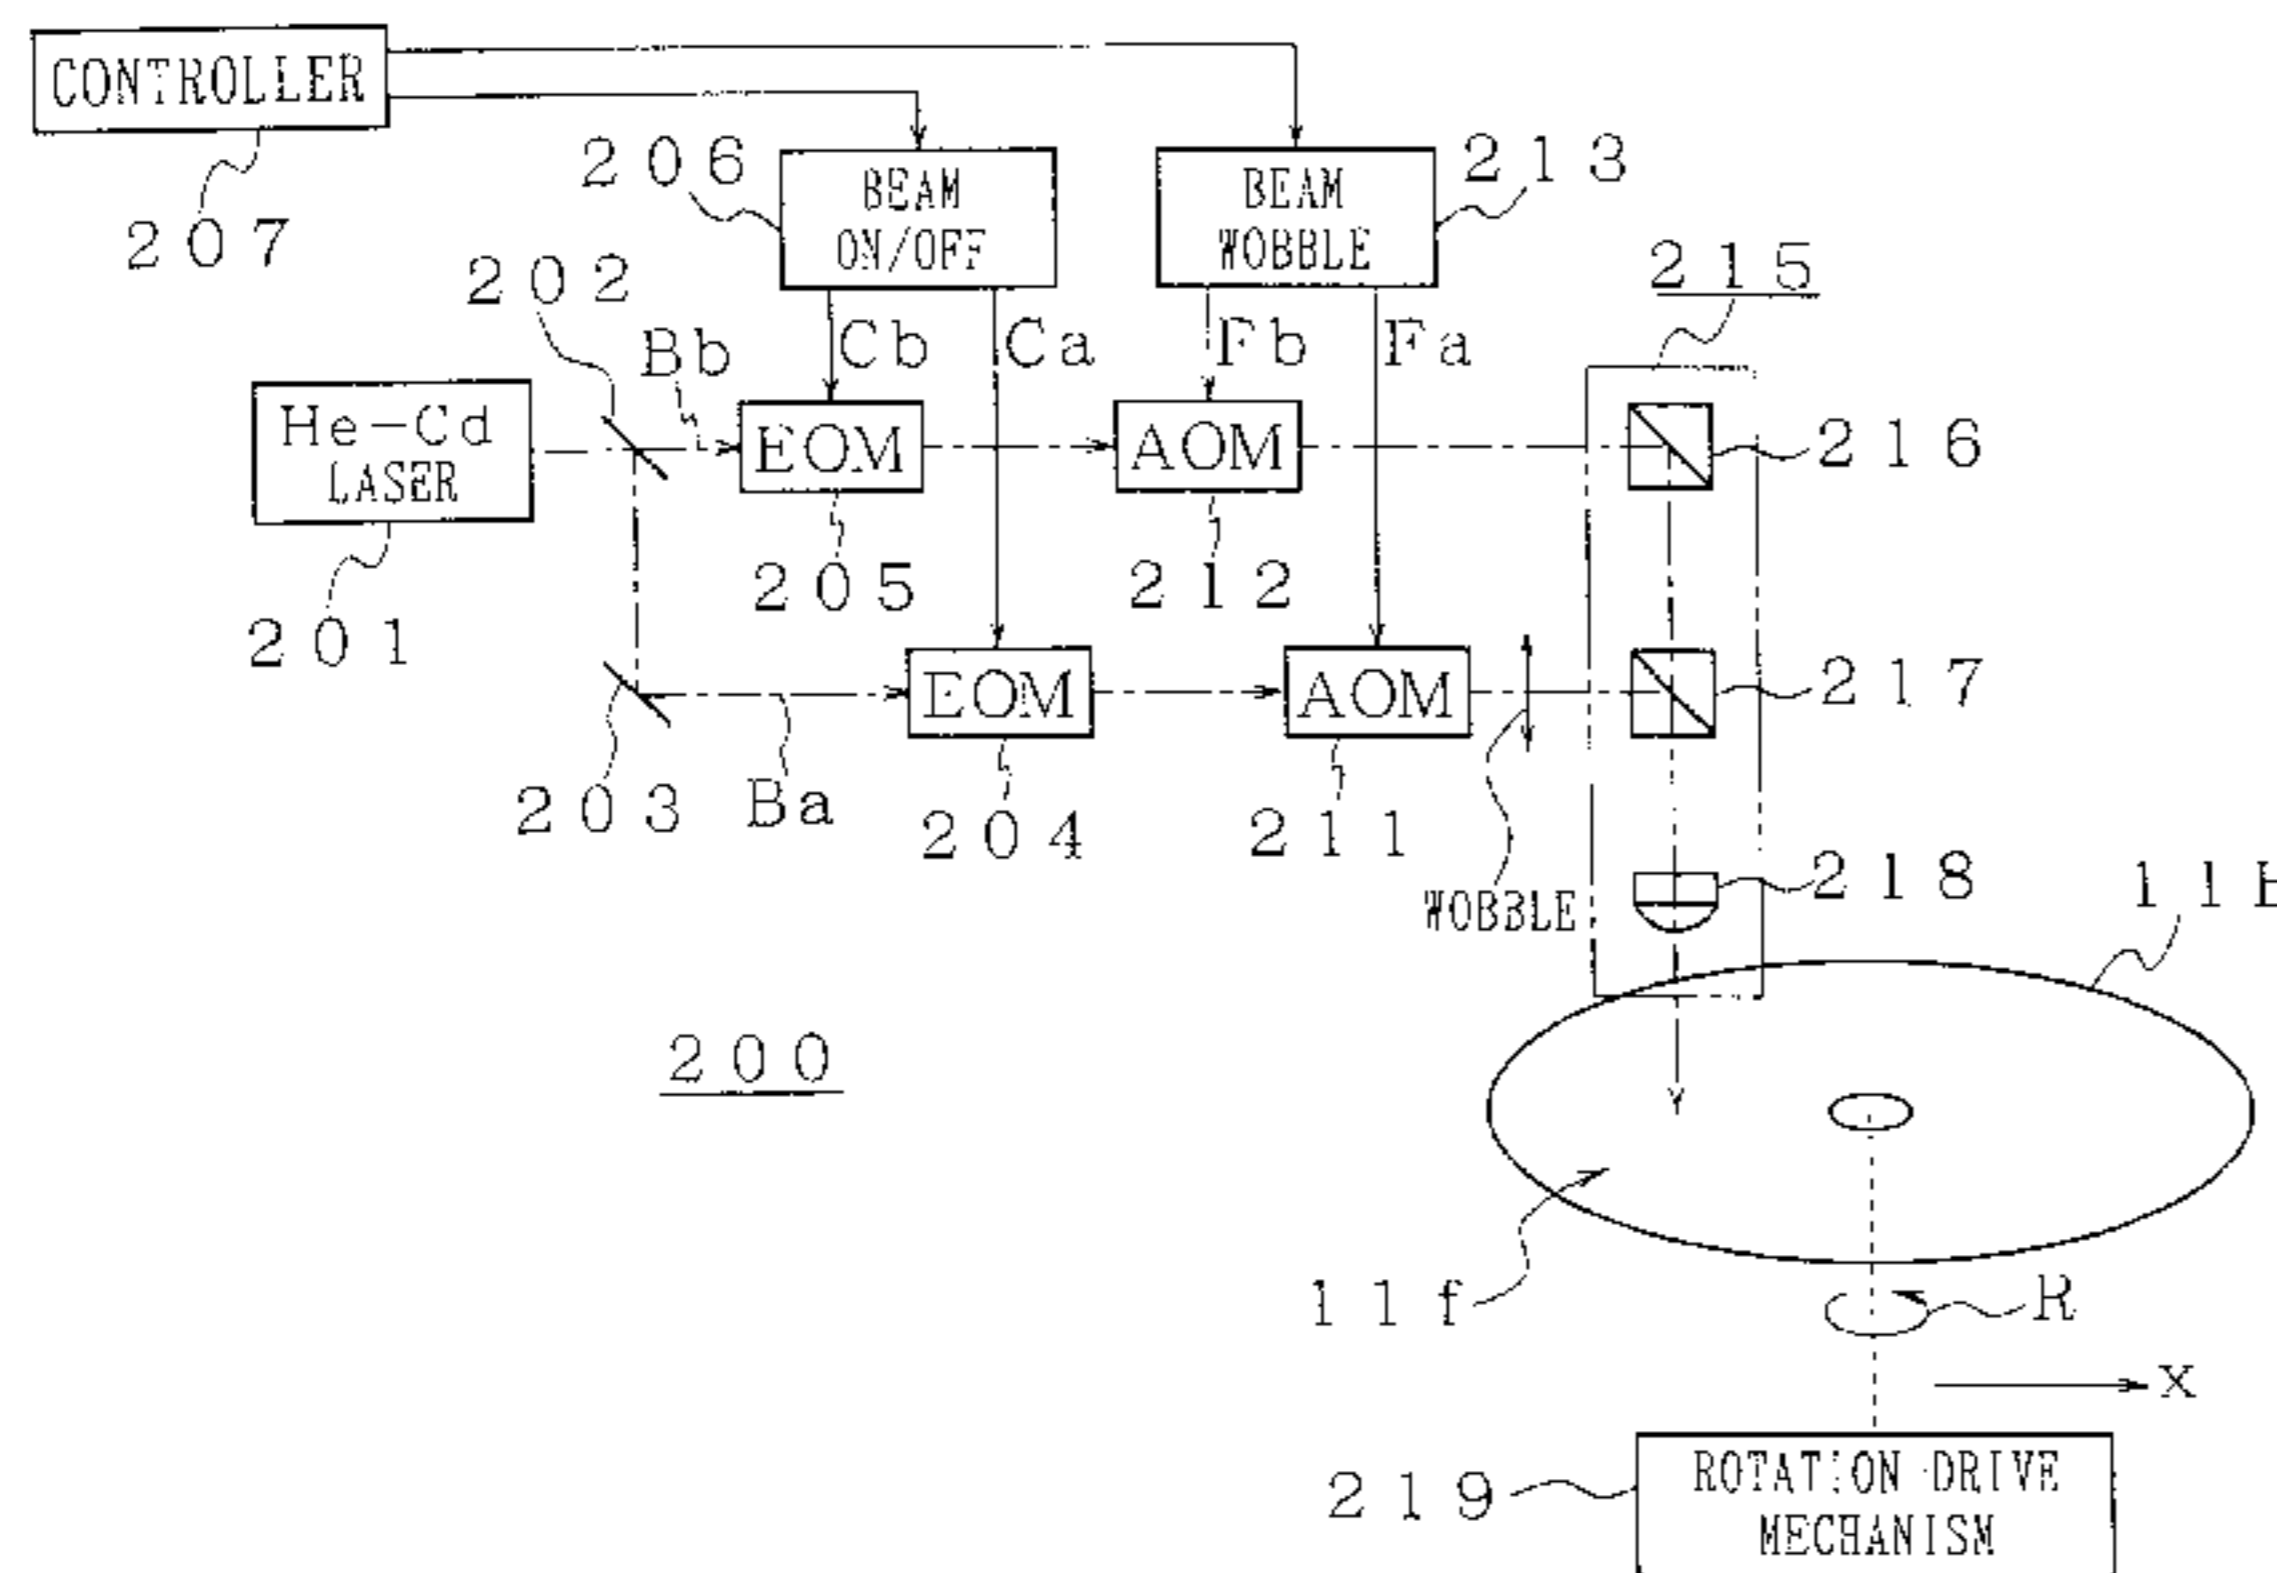 CONTROLLER
207
206
BEAM
ON/OFF
BEAM
WOBBLE
213
202
Bb
Cb
Ca
Fb
Fa
215
He-Cd
LASER
201
EOM
205
AOM
212
216
203
Ba
EOM
204
AOM
211
WOBBLE
217
218
200
11f
R
X
219
ROTATION DRIVE
MECHANISM